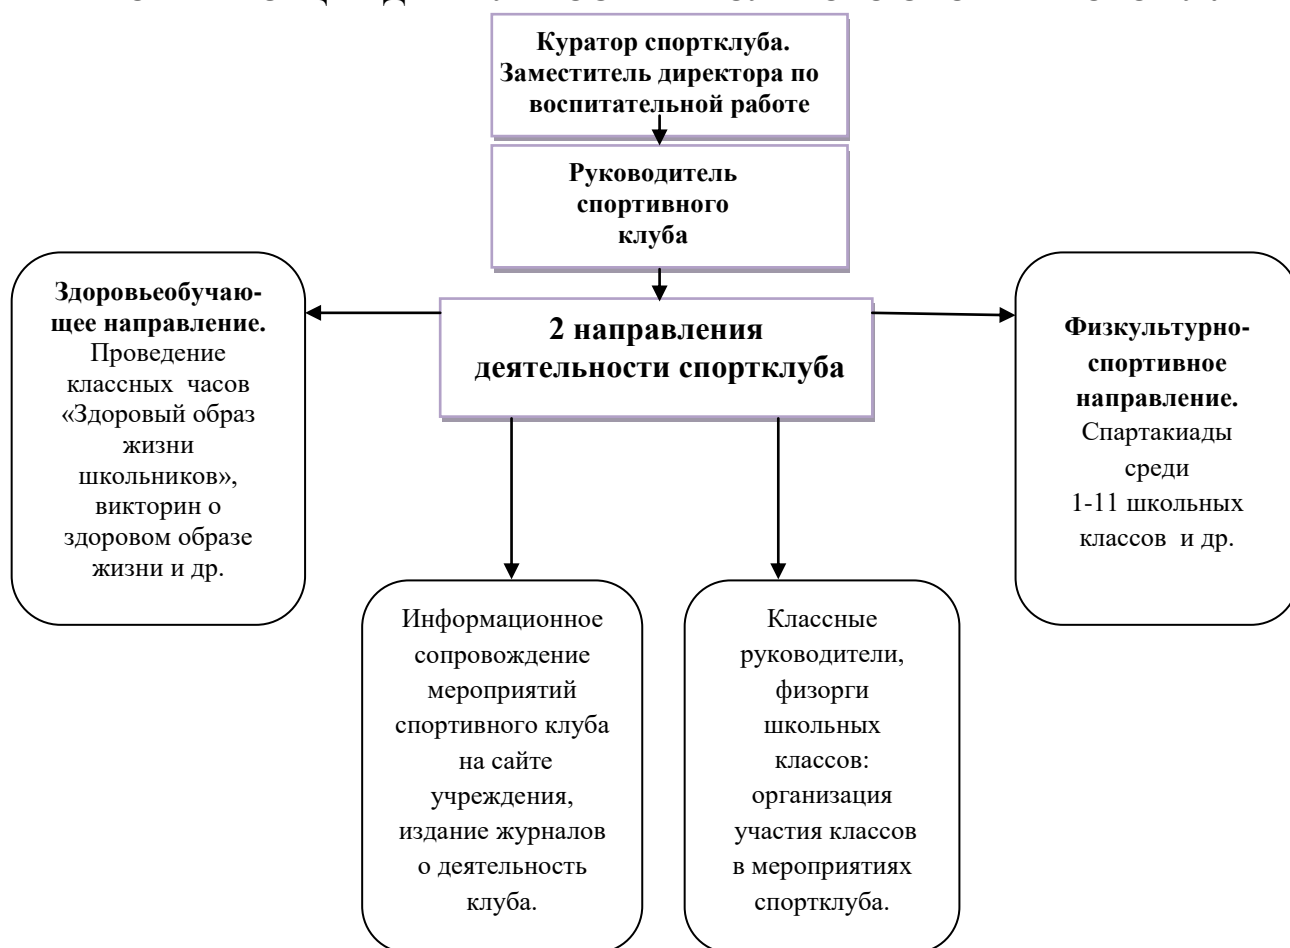 Куратор спортклуба.
Заместитель директора по
воспитательной работе
Руководитель
спортивного
клуба
2 направления
деятельности спортклуба
Здоровьеобучаю-
щее направление.
Проведение
классных часов
«Здоровый образ
жизни
школьников»,
викторин о
здоровом образе
жизни и др.
Физкультурно-
спортивное
направление.
Спартакиады
среди
1-11 школьных
классов и др.
Информационное
сопровождение
мероприятий
спортивного клуба
на сайте
учреждения,
издание журналов
о деятельность
клуба.
Классные
руководители,
физорги
школьных
классов:
организация
участия классов
в мероприятиях
спортклуба.